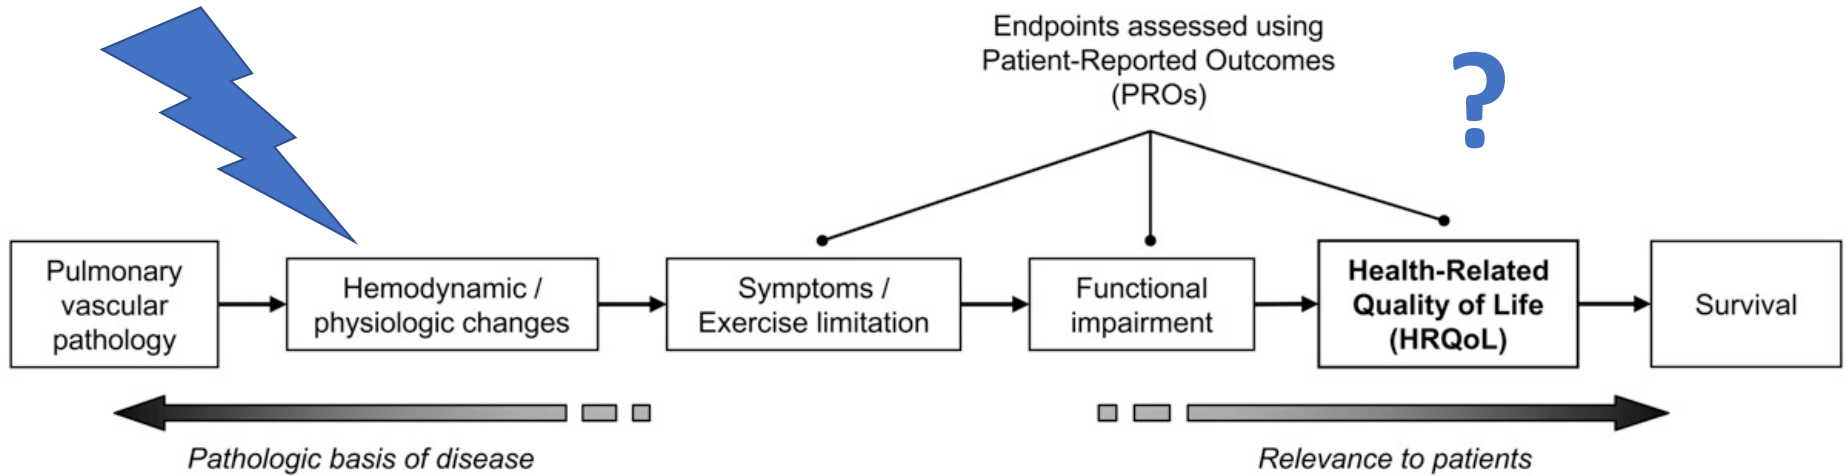 Endpoints assessed using
Patient-Reported Outcomes
(PROs)
?
Pulmonary
vascular
pathology
Hemodynamic /
physiologic changes
Symptoms /
Exercise limitation
Functional
impairment
Health-Related
Quality of Life
(HRQoL)
Survival
Pathologic basis of disease
Relevance to patients